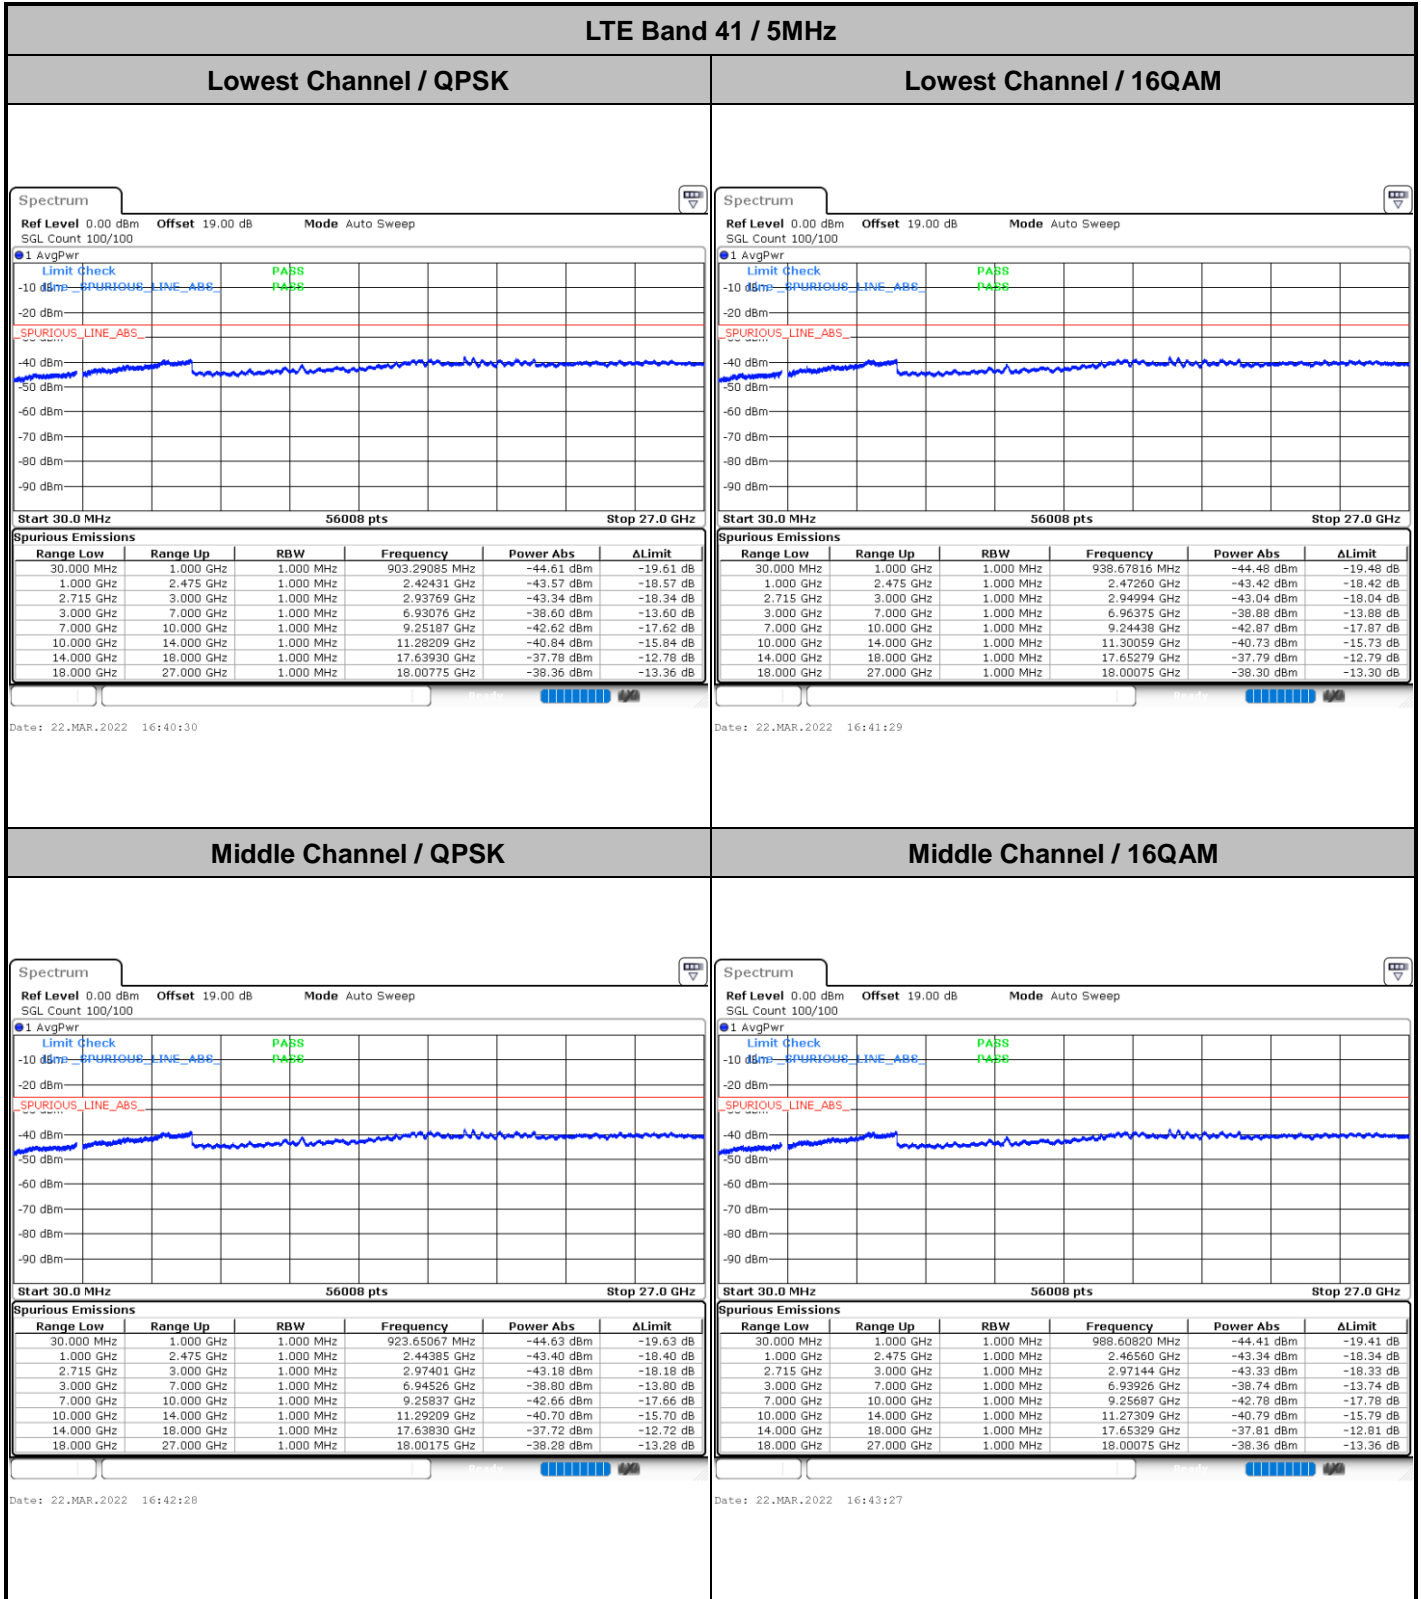 LTE Band 41 / 5MHz
Lowest Channel / QPSK
Lowest Channel / 16QAM
Spectrum
Ref Level 0.00 dBm Offset 19.00 dB Mode Auto Sweep
SGL Count 100/100
1 AvgPwr
Limit Check PASS
-10 dBm Line _SPURIOUS_LINE_ABS_ PASS
-20 dBm
_SPURIOUS_LINE_ABS_
-40 dBm
-50 dBm
-60 dBm
-70 dBm
-80 dBm
-90 dBm
Start 30.0 MHz 56008 pts Stop 27.0 GHz
Spurious Emissions
Range Low Range Up RBW Frequency Power Abs ΔLimit
30.000 MHz 1.000 GHz 1.000 MHz 903.29085 MHz -44.61 dBm -19.61 dB
1.000 GHz 2.475 GHz 1.000 MHz 2.42431 GHz -43.57 dBm -18.57 dB
2.715 GHz 3.000 GHz 1.000 MHz 2.93769 GHz -43.34 dBm -18.34 dB
3.000 GHz 7.000 GHz 1.000 MHz 6.93076 GHz -38.60 dBm -13.60 dB
7.000 GHz 10.000 GHz 1.000 MHz 9.25187 GHz -42.62 dBm -17.62 dB
10.000 GHz 14.000 GHz 1.000 MHz 11.28209 GHz -40.84 dBm -15.84 dB
14.000 GHz 18.000 GHz 1.000 MHz 17.63930 GHz -37.78 dBm -12.78 dB
18.000 GHz 27.000 GHz 1.000 MHz 18.00775 GHz -38.36 dBm -13.36 dB
Ready
Date: 22.MAR.2022 16:40:30
Spectrum
Ref Level 0.00 dBm Offset 19.00 dB Mode Auto Sweep
SGL Count 100/100
1 AvgPwr
Limit Check PASS
-10 dBm Line _SPURIOUS_LINE_ABS_ PASS
-20 dBm
_SPURIOUS_LINE_ABS_
-40 dBm
-50 dBm
-60 dBm
-70 dBm
-80 dBm
-90 dBm
Start 30.0 MHz 56008 pts Stop 27.0 GHz
Spurious Emissions
Range Low Range Up RBW Frequency Power Abs ΔLimit
30.000 MHz 1.000 GHz 1.000 MHz 938.67816 MHz -44.48 dBm -19.48 dB
1.000 GHz 2.475 GHz 1.000 MHz 2.47260 GHz -43.42 dBm -18.42 dB
2.715 GHz 3.000 GHz 1.000 MHz 2.94994 GHz -43.04 dBm -18.04 dB
3.000 GHz 7.000 GHz 1.000 MHz 6.96375 GHz -38.88 dBm -13.88 dB
7.000 GHz 10.000 GHz 1.000 MHz 9.24438 GHz -42.87 dBm -17.87 dB
10.000 GHz 14.000 GHz 1.000 MHz 11.30059 GHz -40.73 dBm -15.73 dB
14.000 GHz 18.000 GHz 1.000 MHz 17.65279 GHz -37.79 dBm -12.79 dB
18.000 GHz 27.000 GHz 1.000 MHz 18.00075 GHz -38.30 dBm -13.30 dB
Ready
Date: 22.MAR.2022 16:41:29
Middle Channel / QPSK
Middle Channel / 16QAM
Spectrum
Ref Level 0.00 dBm Offset 19.00 dB Mode Auto Sweep
SGL Count 100/100
1 AvgPwr
Limit Check PASS
-10 dBm Line _SPURIOUS_LINE_ABS_ PASS
-20 dBm
_SPURIOUS_LINE_ABS_
-40 dBm
-50 dBm
-60 dBm
-70 dBm
-80 dBm
-90 dBm
Start 30.0 MHz 56008 pts Stop 27.0 GHz
Spurious Emissions
Range Low Range Up RBW Frequency Power Abs ΔLimit
30.000 MHz 1.000 GHz 1.000 MHz 923.65067 MHz -44.63 dBm -19.63 dB
1.000 GHz 2.475 GHz 1.000 MHz 2.44385 GHz -43.40 dBm -18.40 dB
2.715 GHz 3.000 GHz 1.000 MHz 2.97401 GHz -43.18 dBm -18.18 dB
3.000 GHz 7.000 GHz 1.000 MHz 6.94526 GHz -38.80 dBm -13.80 dB
7.000 GHz 10.000 GHz 1.000 MHz 9.25837 GHz -42.66 dBm -17.66 dB
10.000 GHz 14.000 GHz 1.000 MHz 11.29209 GHz -40.70 dBm -15.70 dB
14.000 GHz 18.000 GHz 1.000 MHz 17.63830 GHz -37.72 dBm -12.72 dB
18.000 GHz 27.000 GHz 1.000 MHz 18.00175 GHz -38.28 dBm -13.28 dB
Ready
Date: 22.MAR.2022 16:42:28
Spectrum
Ref Level 0.00 dBm Offset 19.00 dB Mode Auto Sweep
SGL Count 100/100
1 AvgPwr
Limit Check PASS
-10 dBm Line _SPURIOUS_LINE_ABS_ PASS
-20 dBm
_SPURIOUS_LINE_ABS_
-40 dBm
-50 dBm
-60 dBm
-70 dBm
-80 dBm
-90 dBm
Start 30.0 MHz 56008 pts Stop 27.0 GHz
Spurious Emissions
Range Low Range Up RBW Frequency Power Abs ΔLimit
30.000 MHz 1.000 GHz 1.000 MHz 988.60820 MHz -44.41 dBm -19.41 dB
1.000 GHz 2.475 GHz 1.000 MHz 2.46560 GHz -43.34 dBm -18.34 dB
2.715 GHz 3.000 GHz 1.000 MHz 2.97144 GHz -43.33 dBm -18.33 dB
3.000 GHz 7.000 GHz 1.000 MHz 6.93926 GHz -38.74 dBm -13.74 dB
7.000 GHz 10.000 GHz 1.000 MHz 9.25687 GHz -42.78 dBm -17.78 dB
10.000 GHz 14.000 GHz 1.000 MHz 11.27309 GHz -40.79 dBm -15.79 dB
14.000 GHz 18.000 GHz 1.000 MHz 17.65329 GHz -37.81 dBm -12.81 dB
18.000 GHz 27.000 GHz 1.000 MHz 18.00075 GHz -38.36 dBm -13.36 dB
Ready
Date: 22.MAR.2022 16:43:27